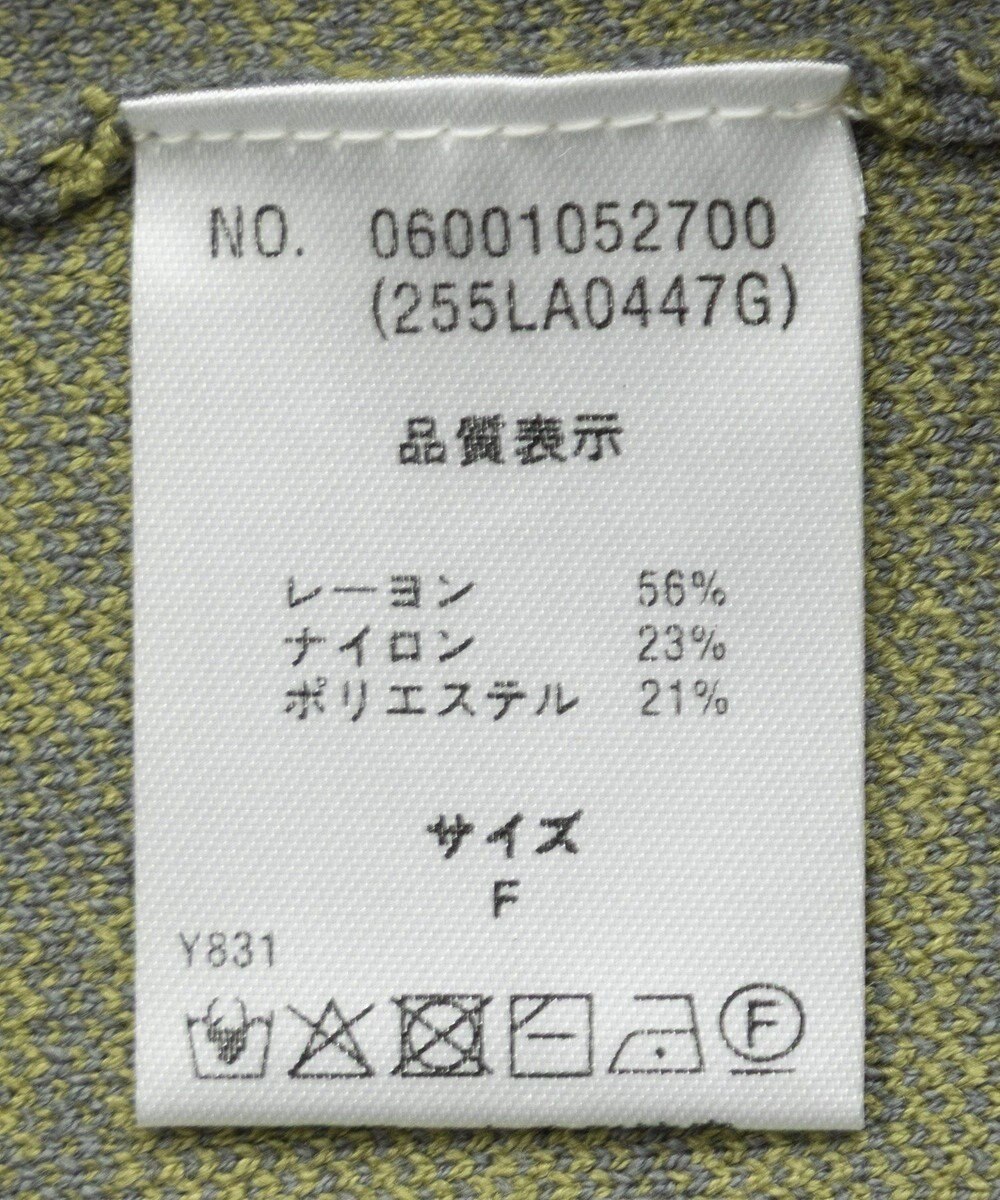 NO. 06001052700
(255LA0447G)
品質表示
レーヨン 56%
ナイロン 23%
ポリエステル 21%
サイズ
F
Y831
F